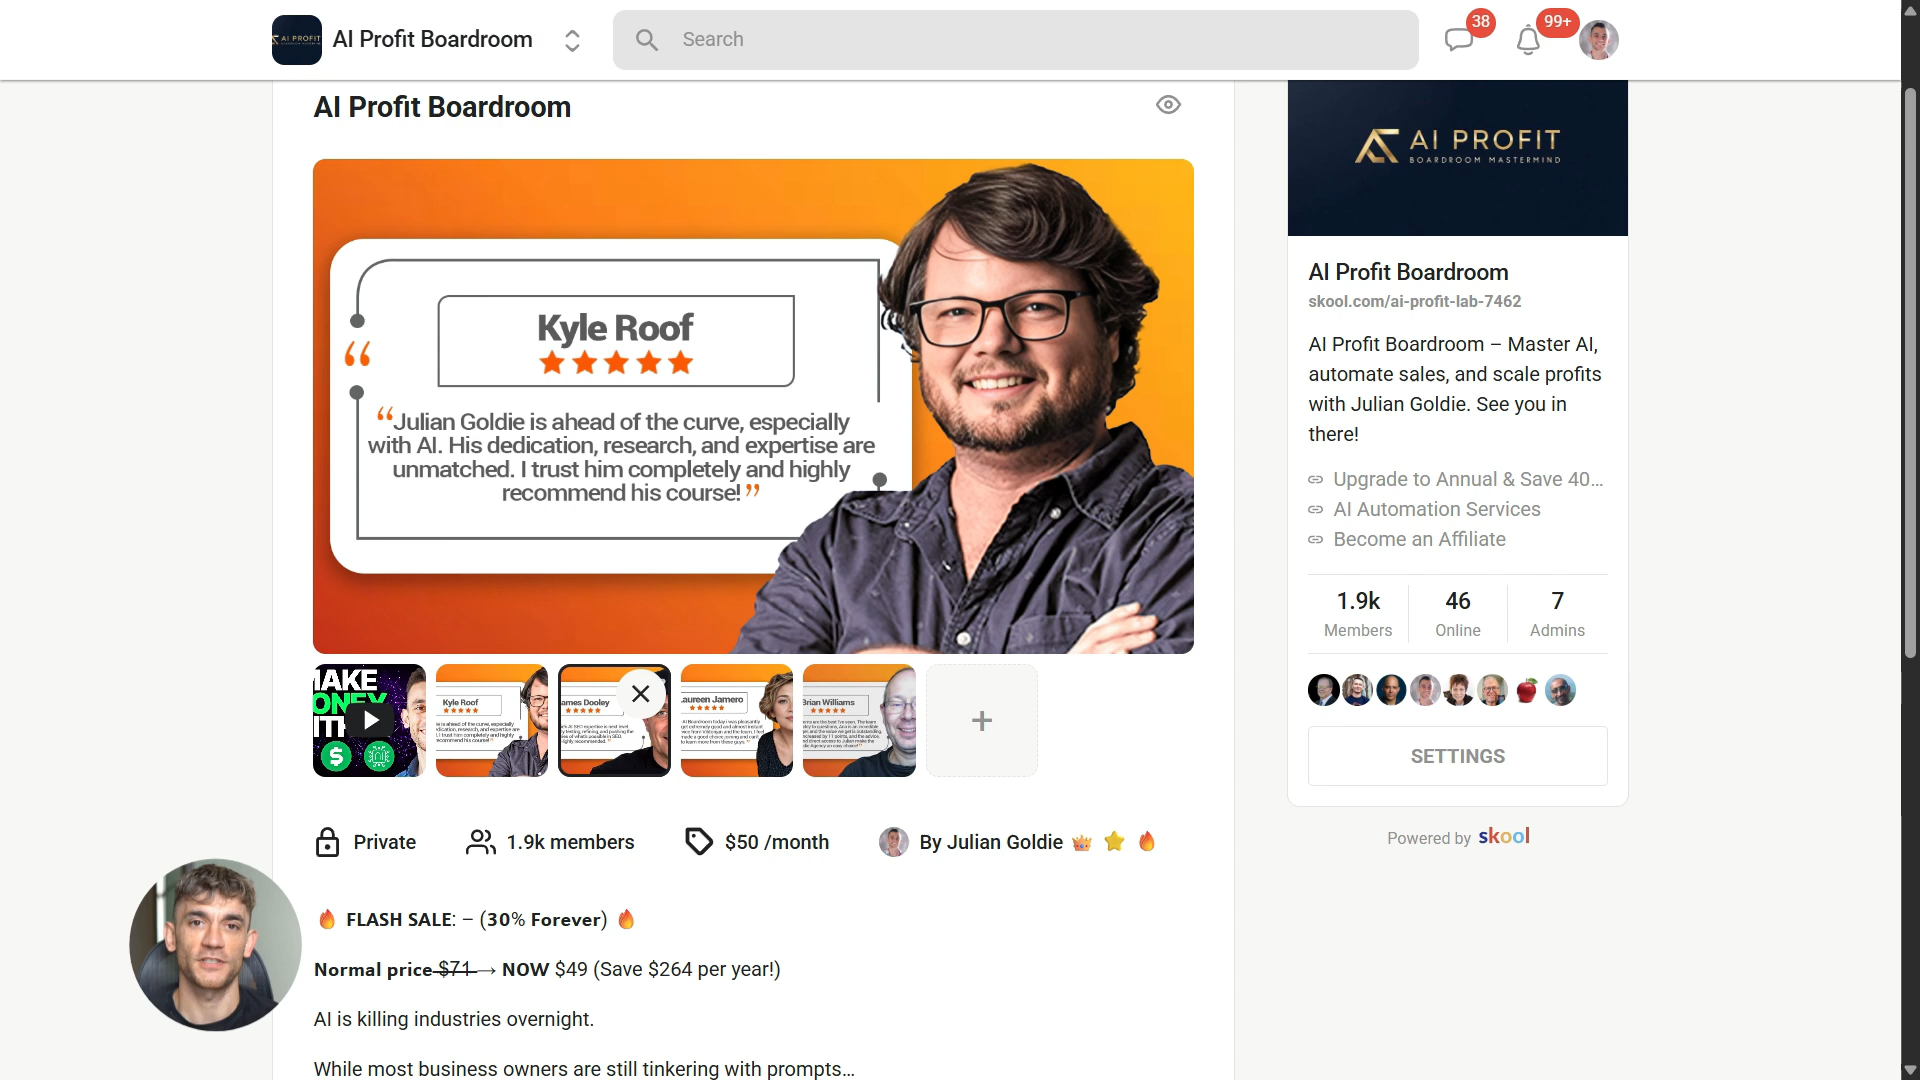 AI PROFIT
AI Profit Boardroom
Search
38
99+
AI Profit Boardroom
Kyle Roof
“Julian Goldie is ahead of the curve, especially
with AI. His dedication, research, and expertise are
unmatched. I trust him completely and highly
recommend his course!”
MAKE
MONEY
Kyle Roof
James Dooley
Laureen Jamero
Brian Williams
+
Private
1.9k members
$50 /month
By Julian Goldie 👑 ⭐ 🔥
🔥 FLASH SALE: – (30% Forever) 🔥
Normal price $71 → NOW $49 (Save $264 per year!)
AI is killing industries overnight.
While most business owners are still tinkering with prompts...
AI PROFIT
BOARDROOM MASTERMIND
AI Profit Boardroom
skool.com/ai-profit-lab-7462
AI Profit Boardroom – Master AI,
automate sales, and scale profits
with Julian Goldie. See you in
there!
Upgrade to Annual & Save 40...
AI Automation Services
Become an Affiliate
1.9k 46 7
Members Online Admins
SETTINGS
Powered by skool